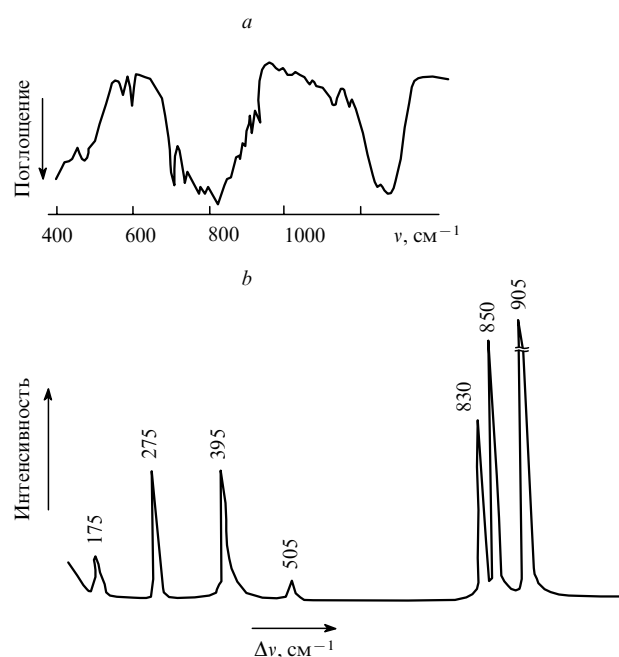 a
Поглощение
400 600 800 1000 ν, см⁻¹
b
Интенсивность
175
275
395
505
830
850
905
Δν, см⁻¹